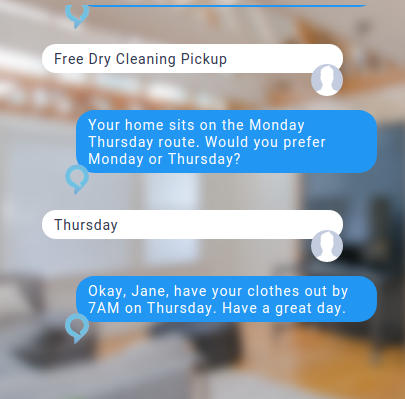 Free Dry Cleaning Pickup
Your home sits on the Monday
Thursday route. Would you prefer
Monday or Thursday?
Thursday
Okay, Jane, have your clothes out by
7AM on Thursday. Have a great day.